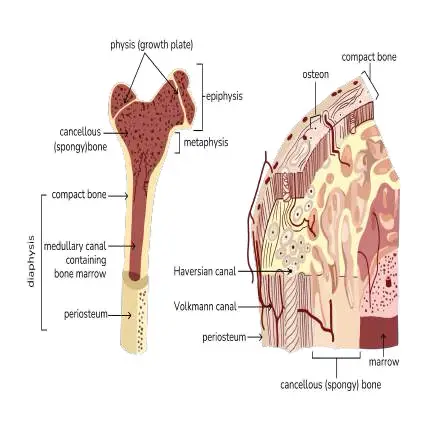 physis (growth plate)
epiphysis
cancellous
(spongy)bone
metaphysis
compact bone
diaphysis
medullary canal
containing
bone marrow
periosteum
compact bone
osteon
Haversian canal
Volkmann canal
periosteum
marrow
cancellous (spongy) bone